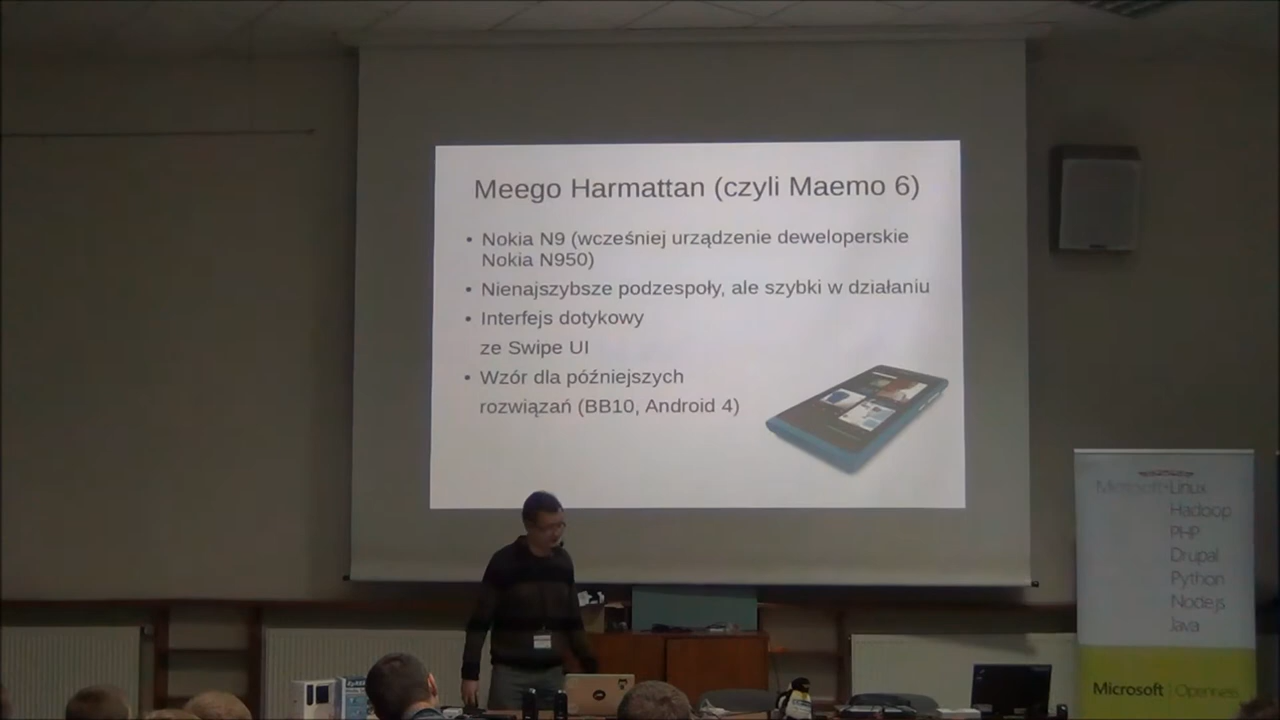 Meego Harmattan (czyli Maemo 6)
• Nokia N9 (wcześniej urządzenie deweloperskie
Nokia N950)
• Nienajszybsze podzespoły, ale szybki w działaniu
• Interfejs dotykowy
ze Swipe UI
• Wzór dla późniejszych
rozwiązań (BB10, Android 4)
Microsoft+Linux
Hadoop
PHP
Drupal
Python
Nodejs
Java
Microsoft | Openness